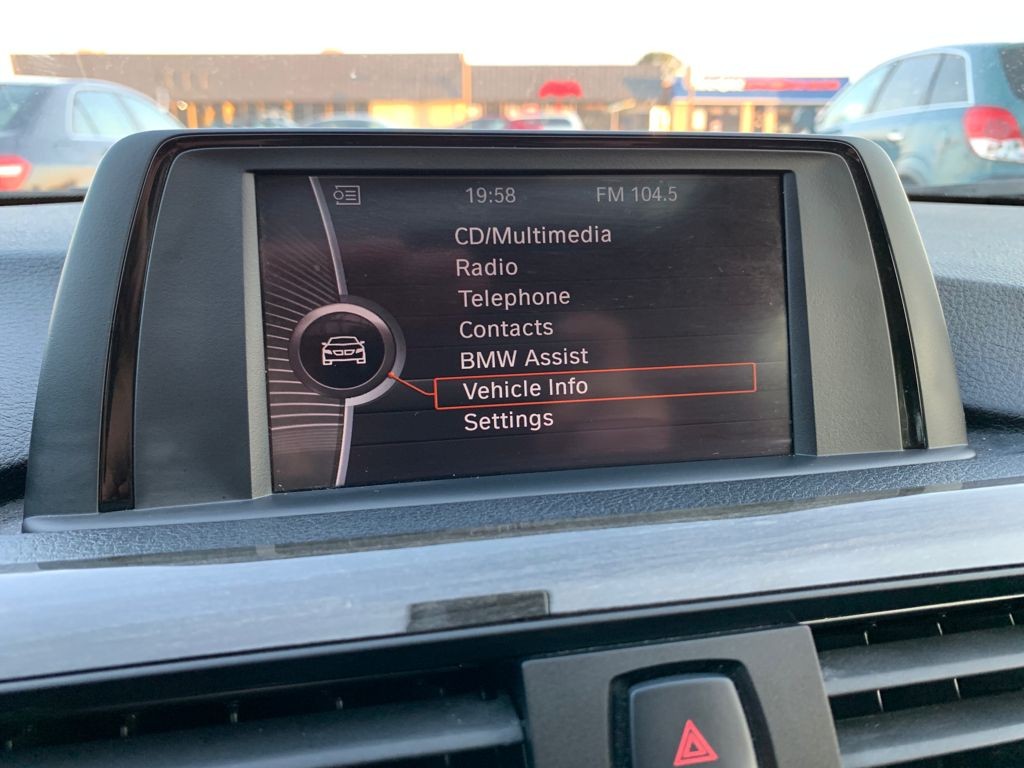 19:58 FM 104.5
CD/Multimedia
Radio
Telephone
Contacts
BMW Assist
Vehicle Info
Settings